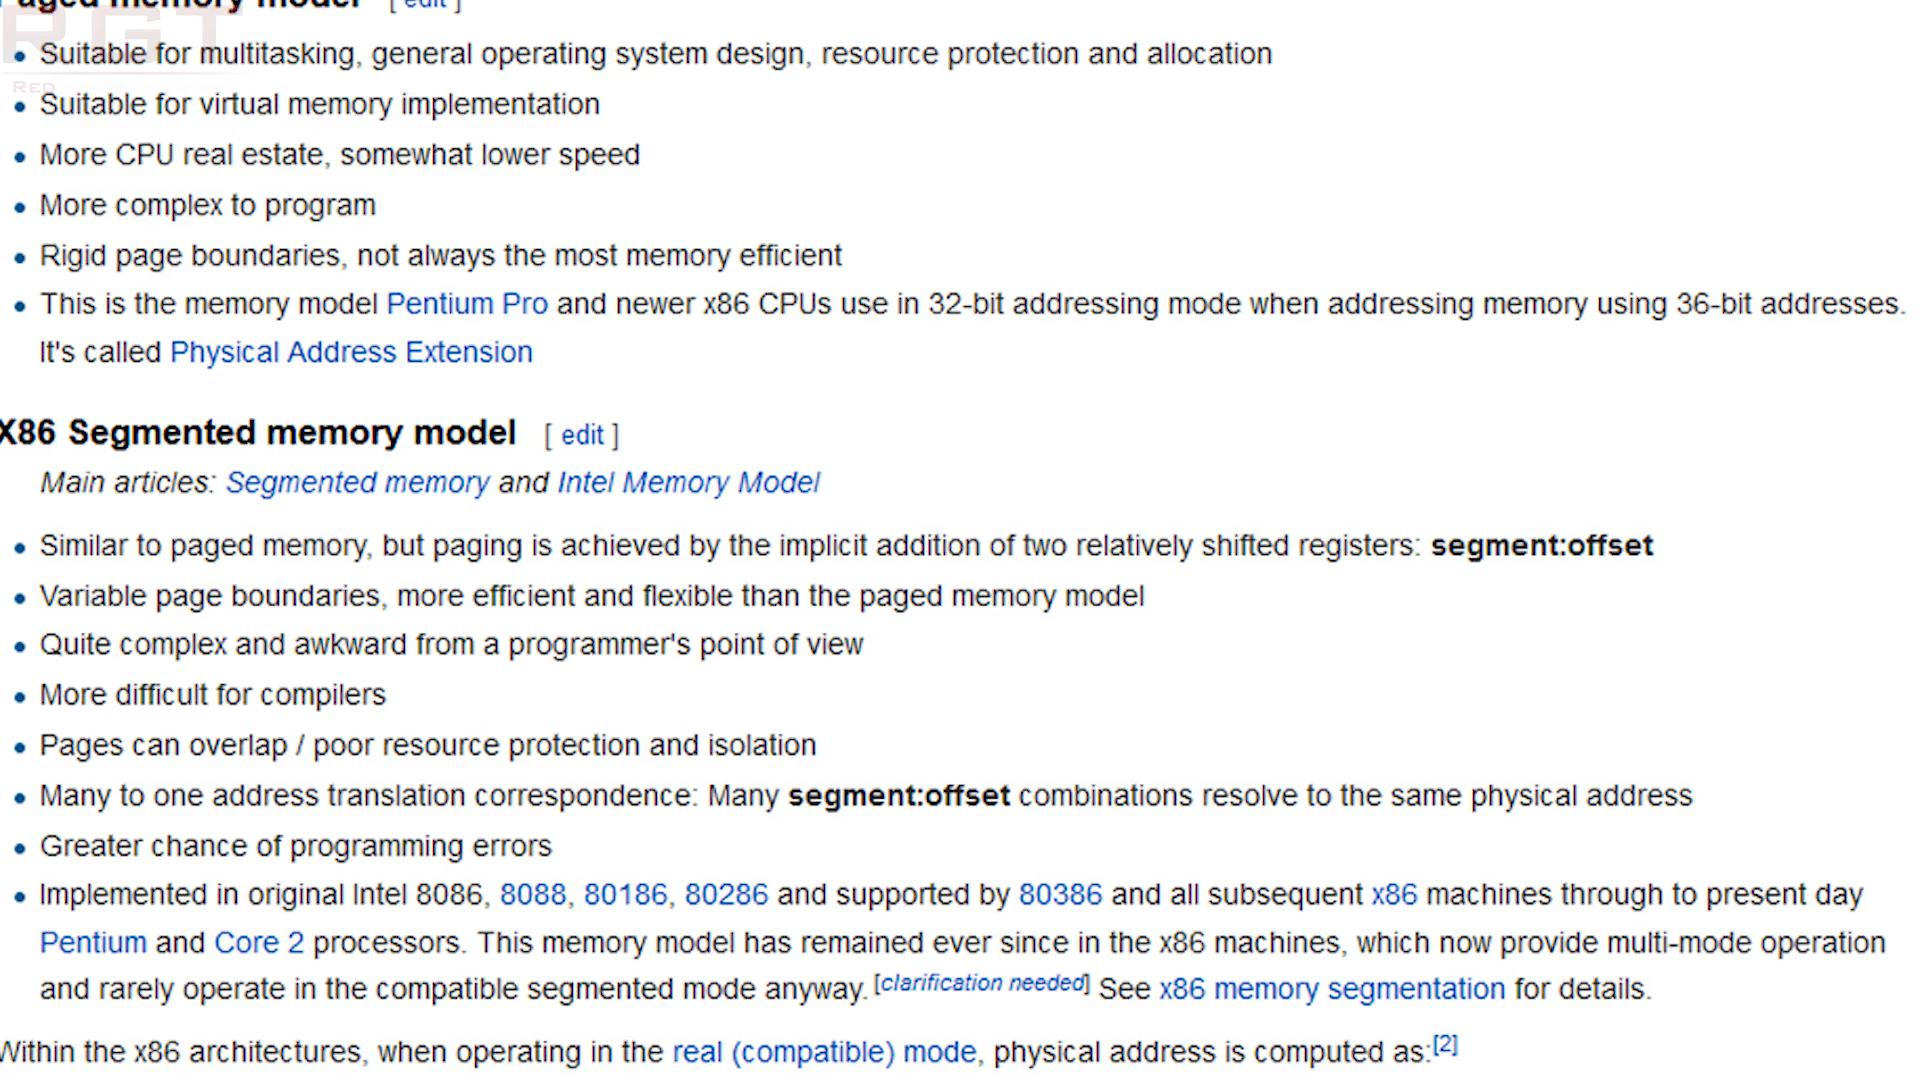 RGT
Red
aged memory model [ edit ]
Suitable for multitasking, general operating system design, resource protection and allocation
Suitable for virtual memory implementation
More CPU real estate, somewhat lower speed
More complex to program
Rigid page boundaries, not always the most memory efficient
This is the memory model Pentium Pro and newer x86 CPUs use in 32-bit addressing mode when addressing memory using 36-bit addresses.
It's called Physical Address Extension
X86 Segmented memory model [ edit ]
Main articles: Segmented memory and Intel Memory Model
Similar to paged memory, but paging is achieved by the implicit addition of two relatively shifted registers: segment:offset
Variable page boundaries, more efficient and flexible than the paged memory model
Quite complex and awkward from a programmer's point of view
More difficult for compilers
Pages can overlap / poor resource protection and isolation
Many to one address translation correspondence: Many segment:offset combinations resolve to the same physical address
Greater chance of programming errors
Implemented in original Intel 8086, 8088, 80186, 80286 and supported by 80386 and all subsequent x86 machines through to present day
Pentium and Core 2 processors. This memory model has remained ever since in the x86 machines, which now provide multi-mode operation
and rarely operate in the compatible segmented mode anyway.[clarification needed] See x86 memory segmentation for details.
Within the x86 architectures, when operating in the real (compatible) mode, physical address is computed as:[2]